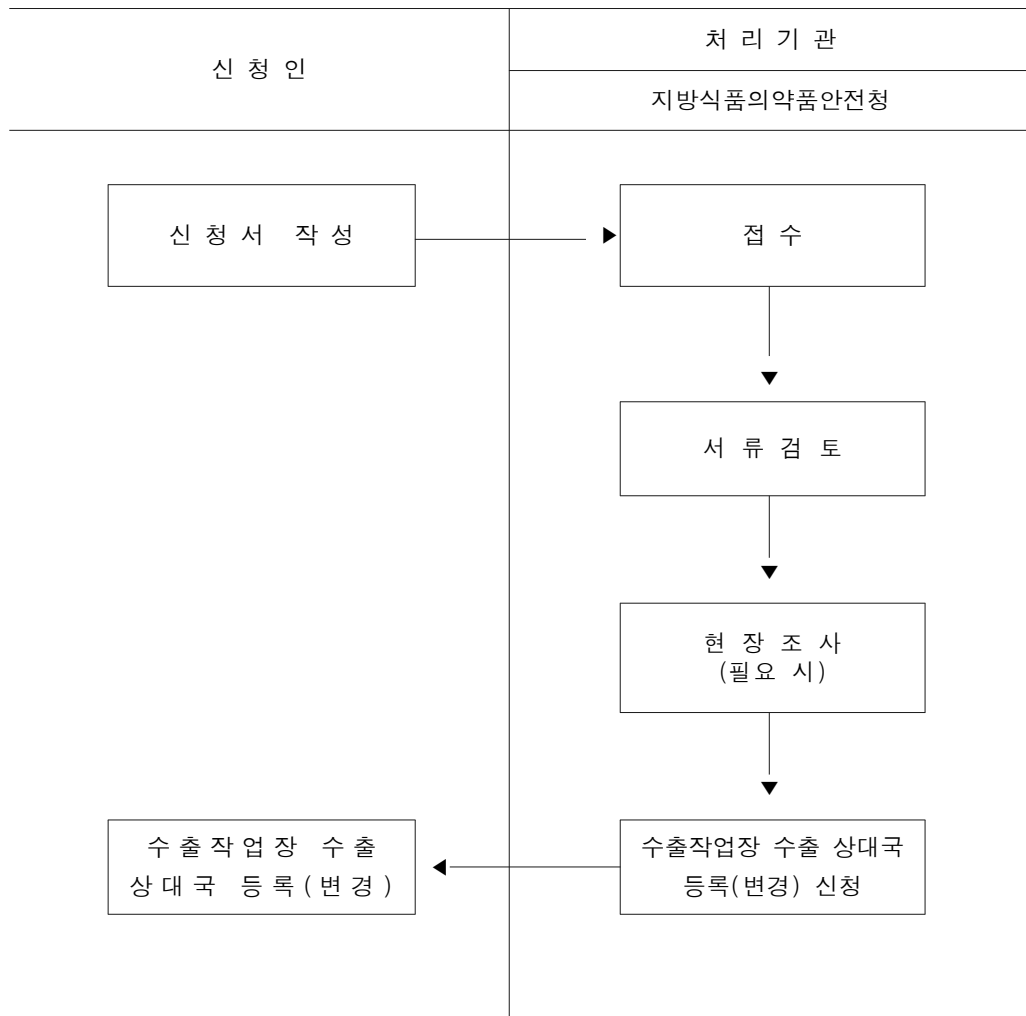 신청인
처리기관
지방식품의약품안전청
신청서 작성
접수
서류검토
현장조사
(필요 시)
수출작업장 수출
상대국 등록(변경)
수출작업장 수출 상대국
등록(변경) 신청